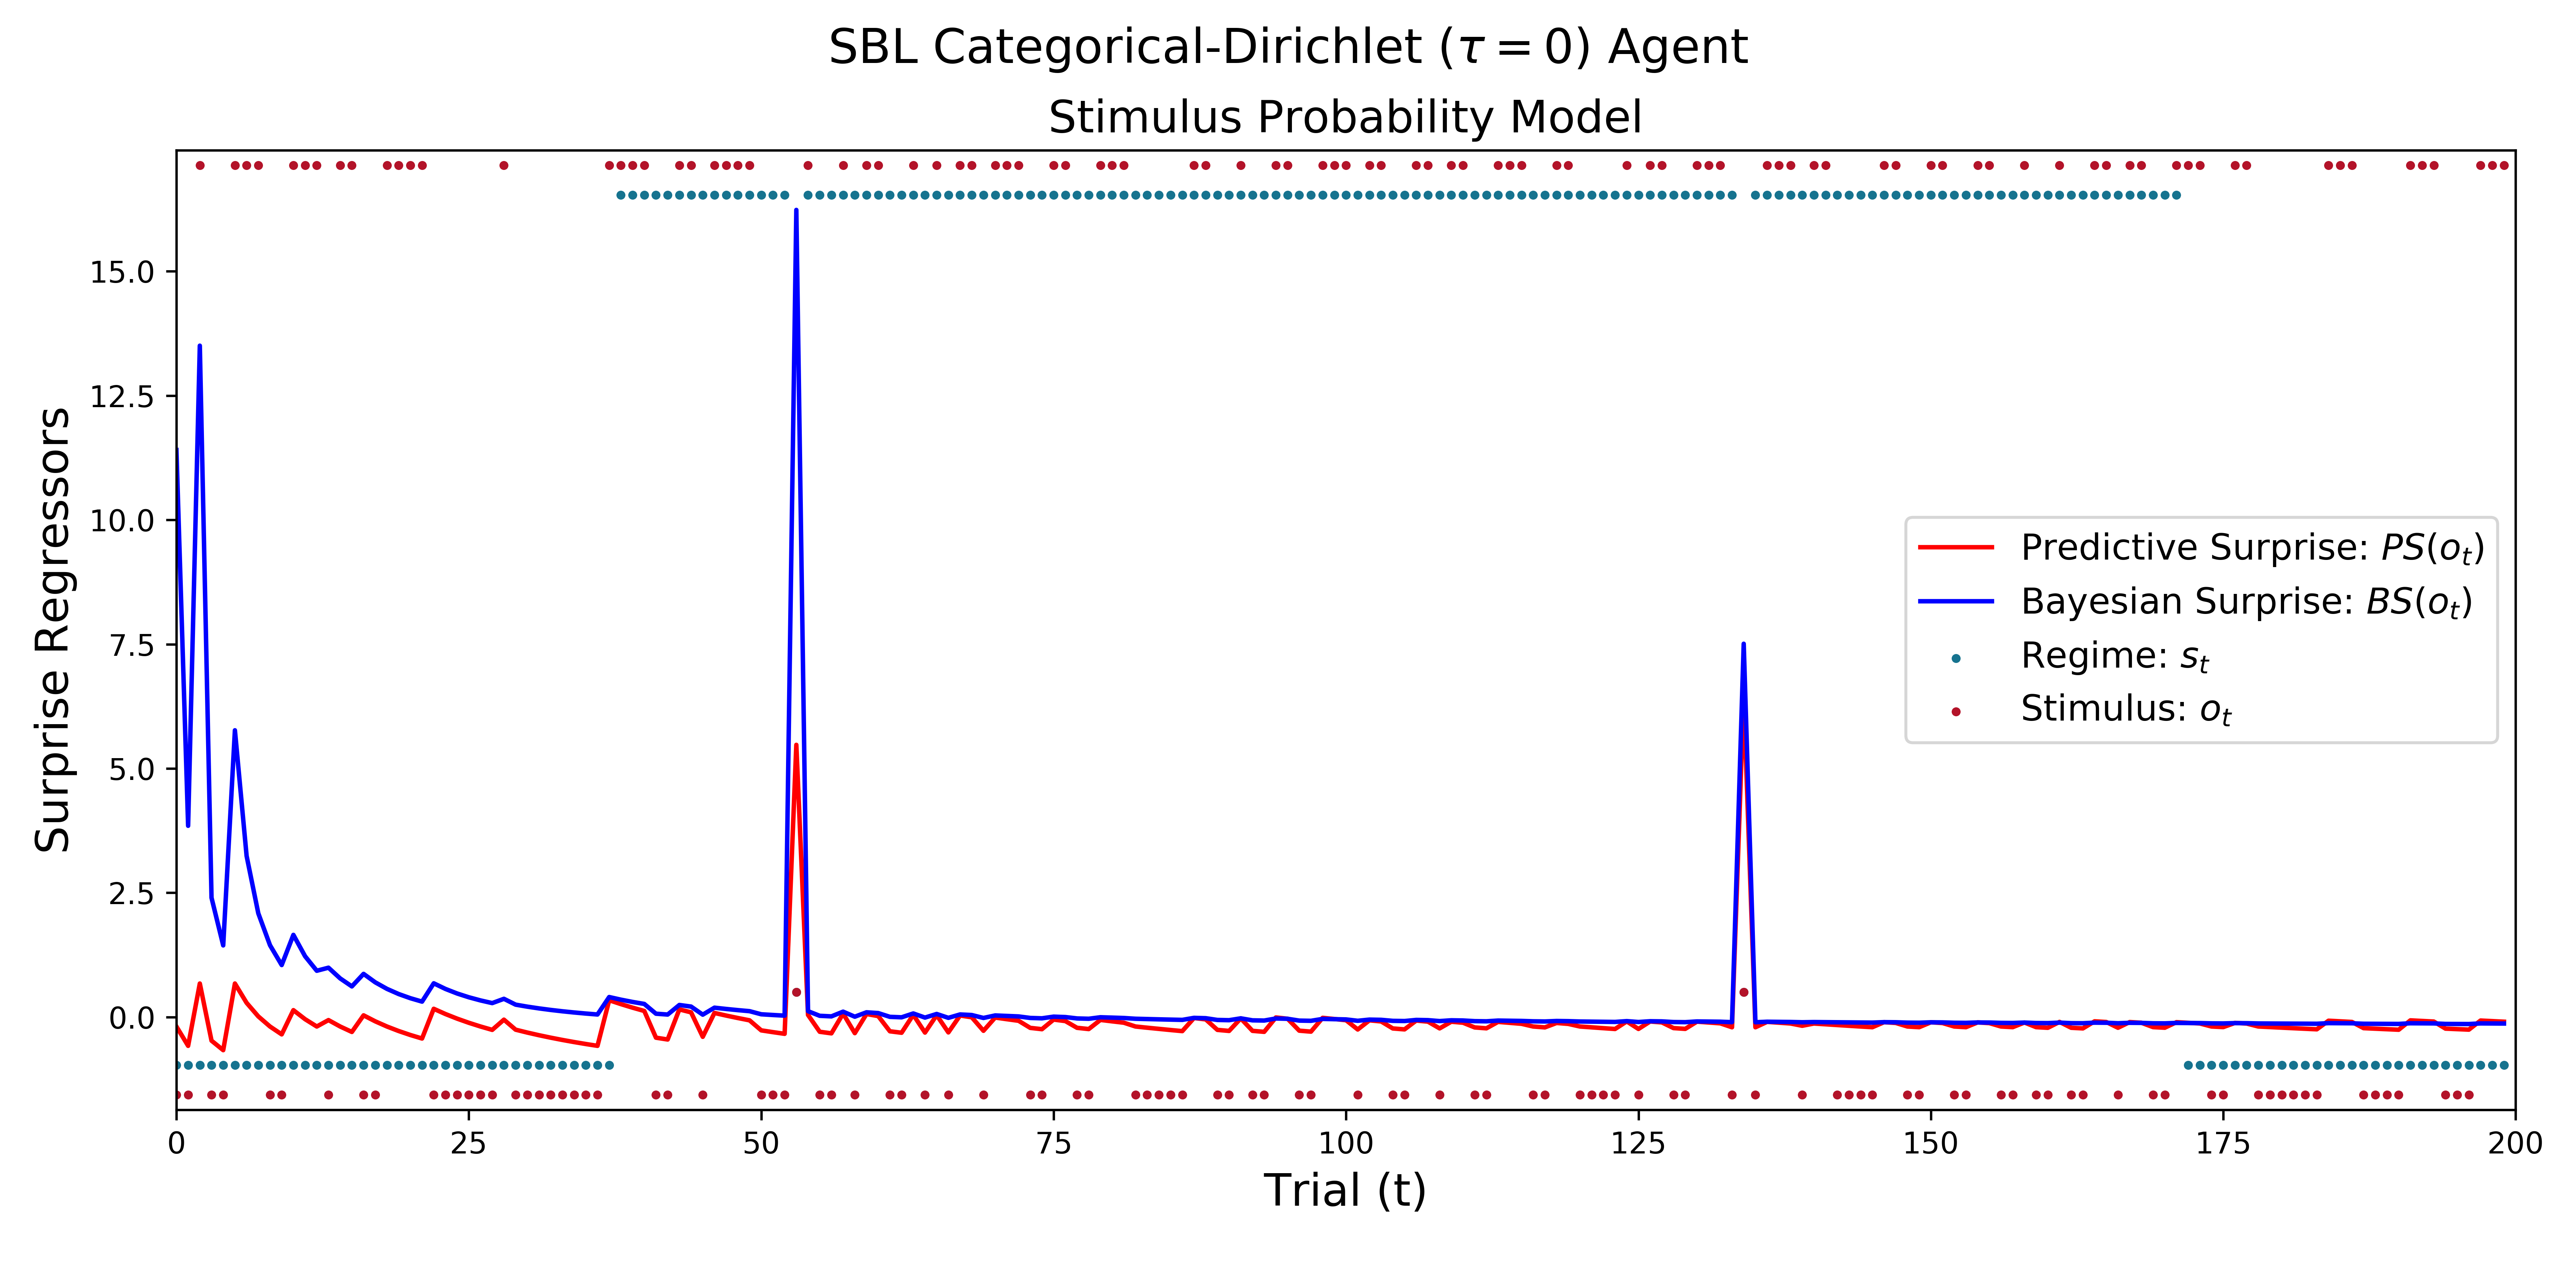 SBL Categorical-Dirichlet (τ = 0) Agent
Stimulus Probability Model
Surprise Regressors
15.0
12.5
10.0
7.5
5.0
2.5
0.0
Predictive Surprise: PS(o_t)
Bayesian Surprise: BS(o_t)
Regime: s_t
Stimulus: o_t
0 25 50 75 100 125 150 175 200
Trial (t)